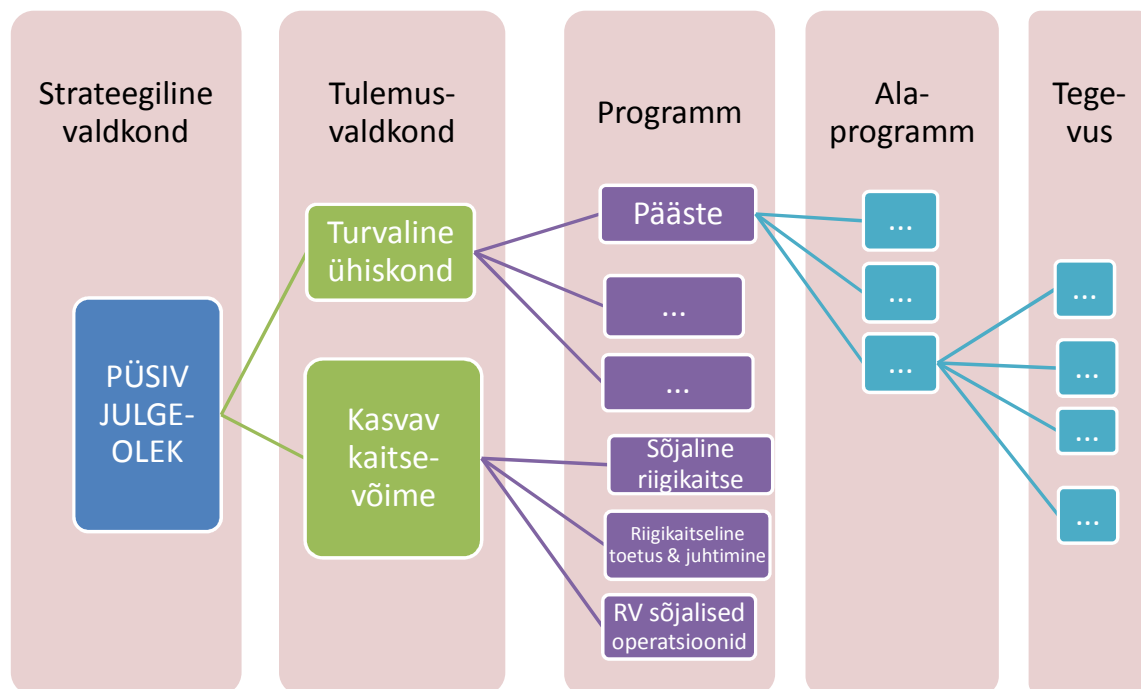 Strateegiline
valdkond
Tulemus-
valdkond
Programm
Ala-
programm
Tege-
vus
PÜSIV
JULGE-
OLEK
Turvaline
ühiskond
Kasvav
kaitse-
võime
Pääste
...
...
Sõjaline
riigikaitse
Riigikaitseline
toetus & juhtimine
RV sõjalised
operatsioonid
...
...
...
...
...
...
...